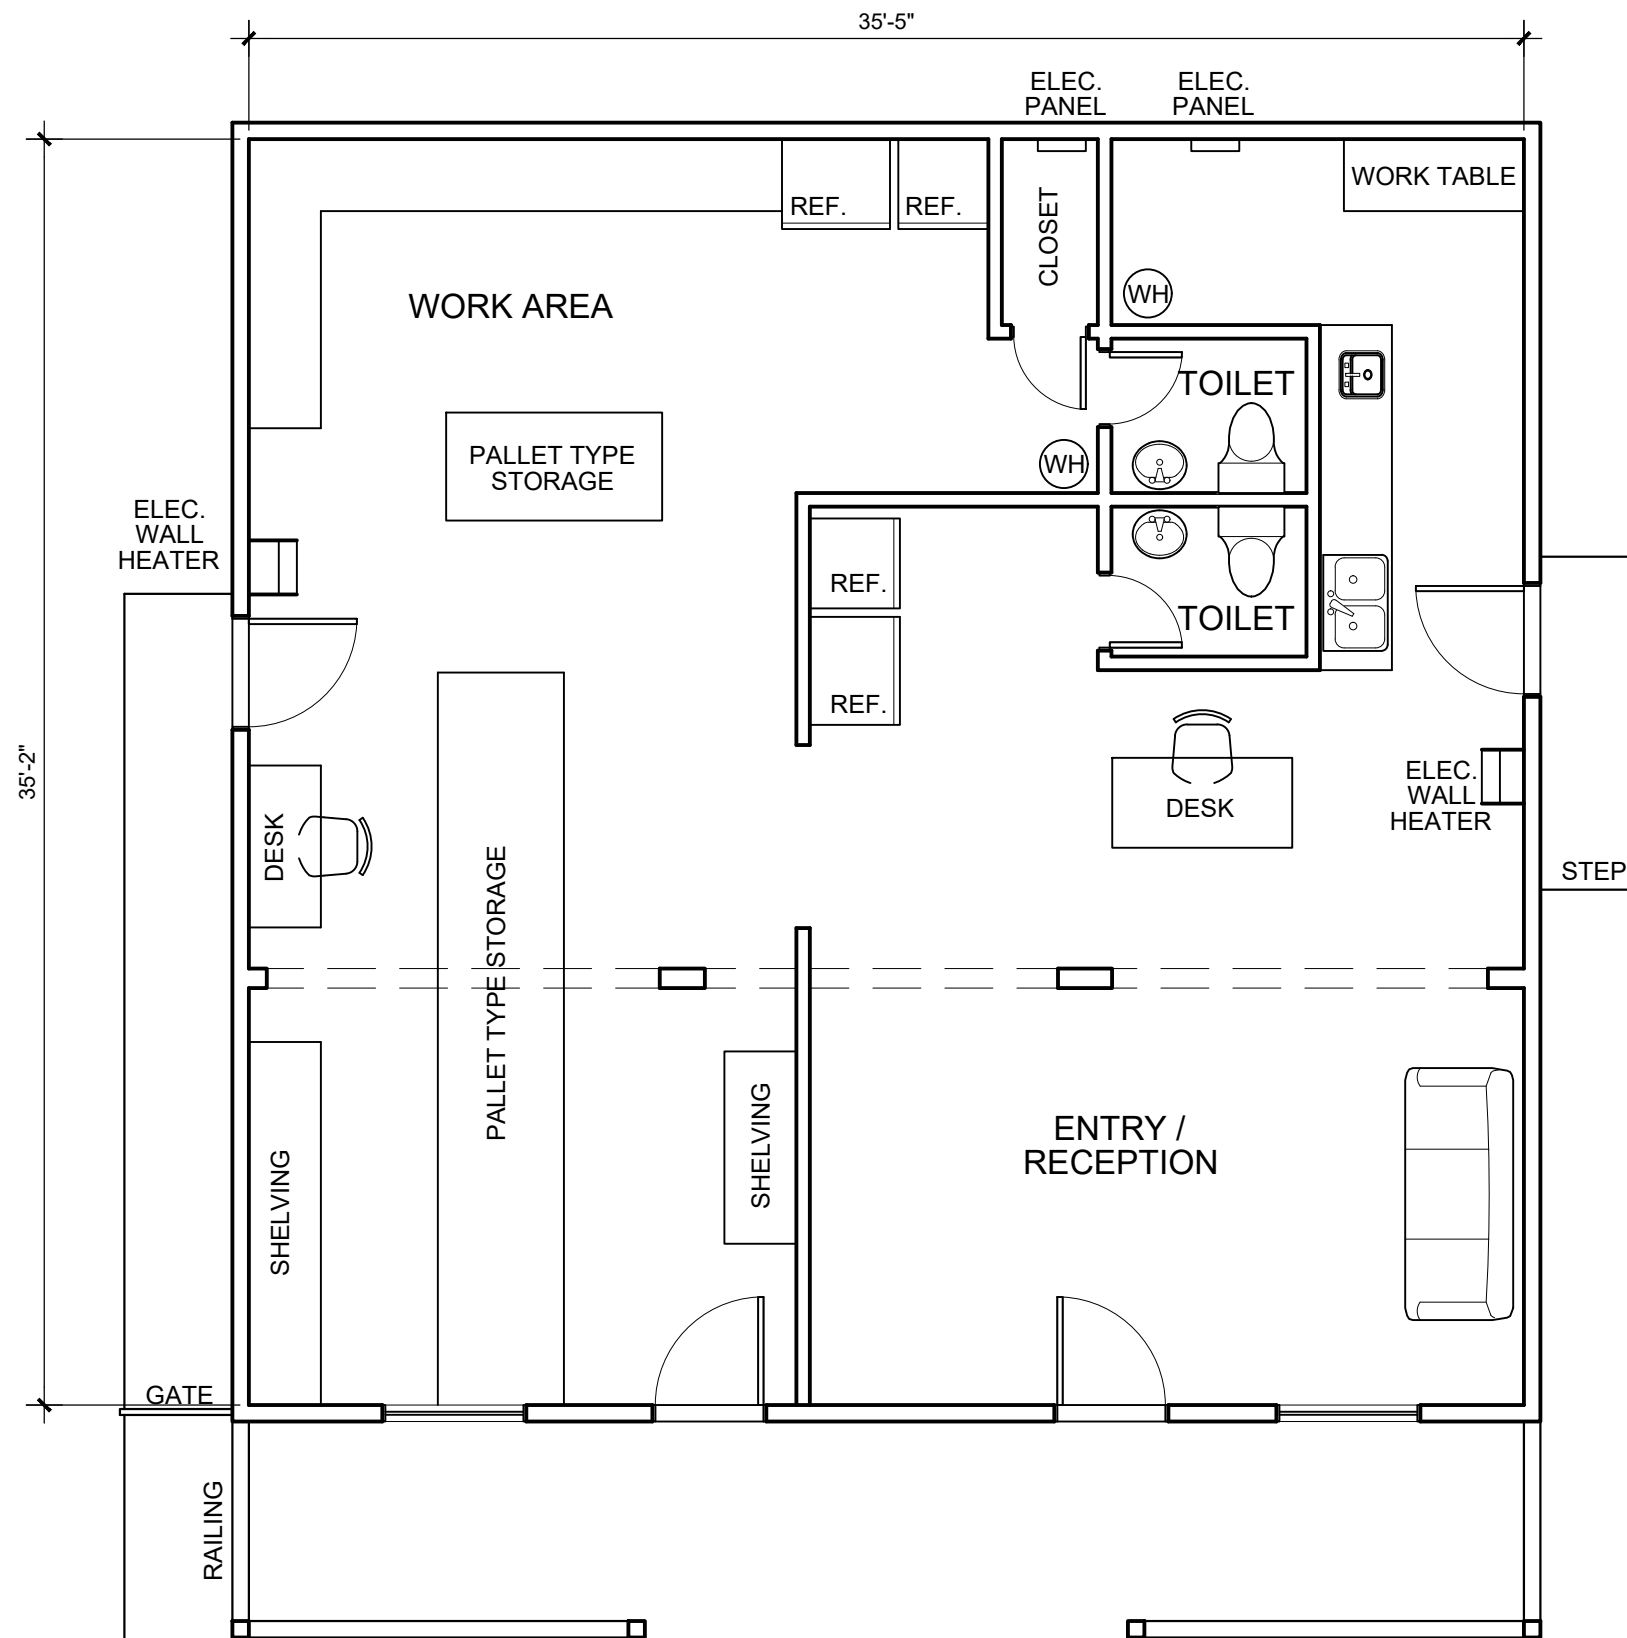 35'-5"
ELEC.
PANEL
ELEC.
PANEL
WORK TABLE
REF.
REF.
CLOSET
WH
WORK AREA
TOILET
PALLET TYPE
STORAGE
WH
ELEC.
WALL
HEATER
REF.
TOILET
REF.
35'-2"
DESK
DESK
ELEC.
WALL
HEATER
STEP
PALLET TYPE STORAGE
SHELVING
SHELVING
ENTRY /
RECEPTION
GATE
RAILING